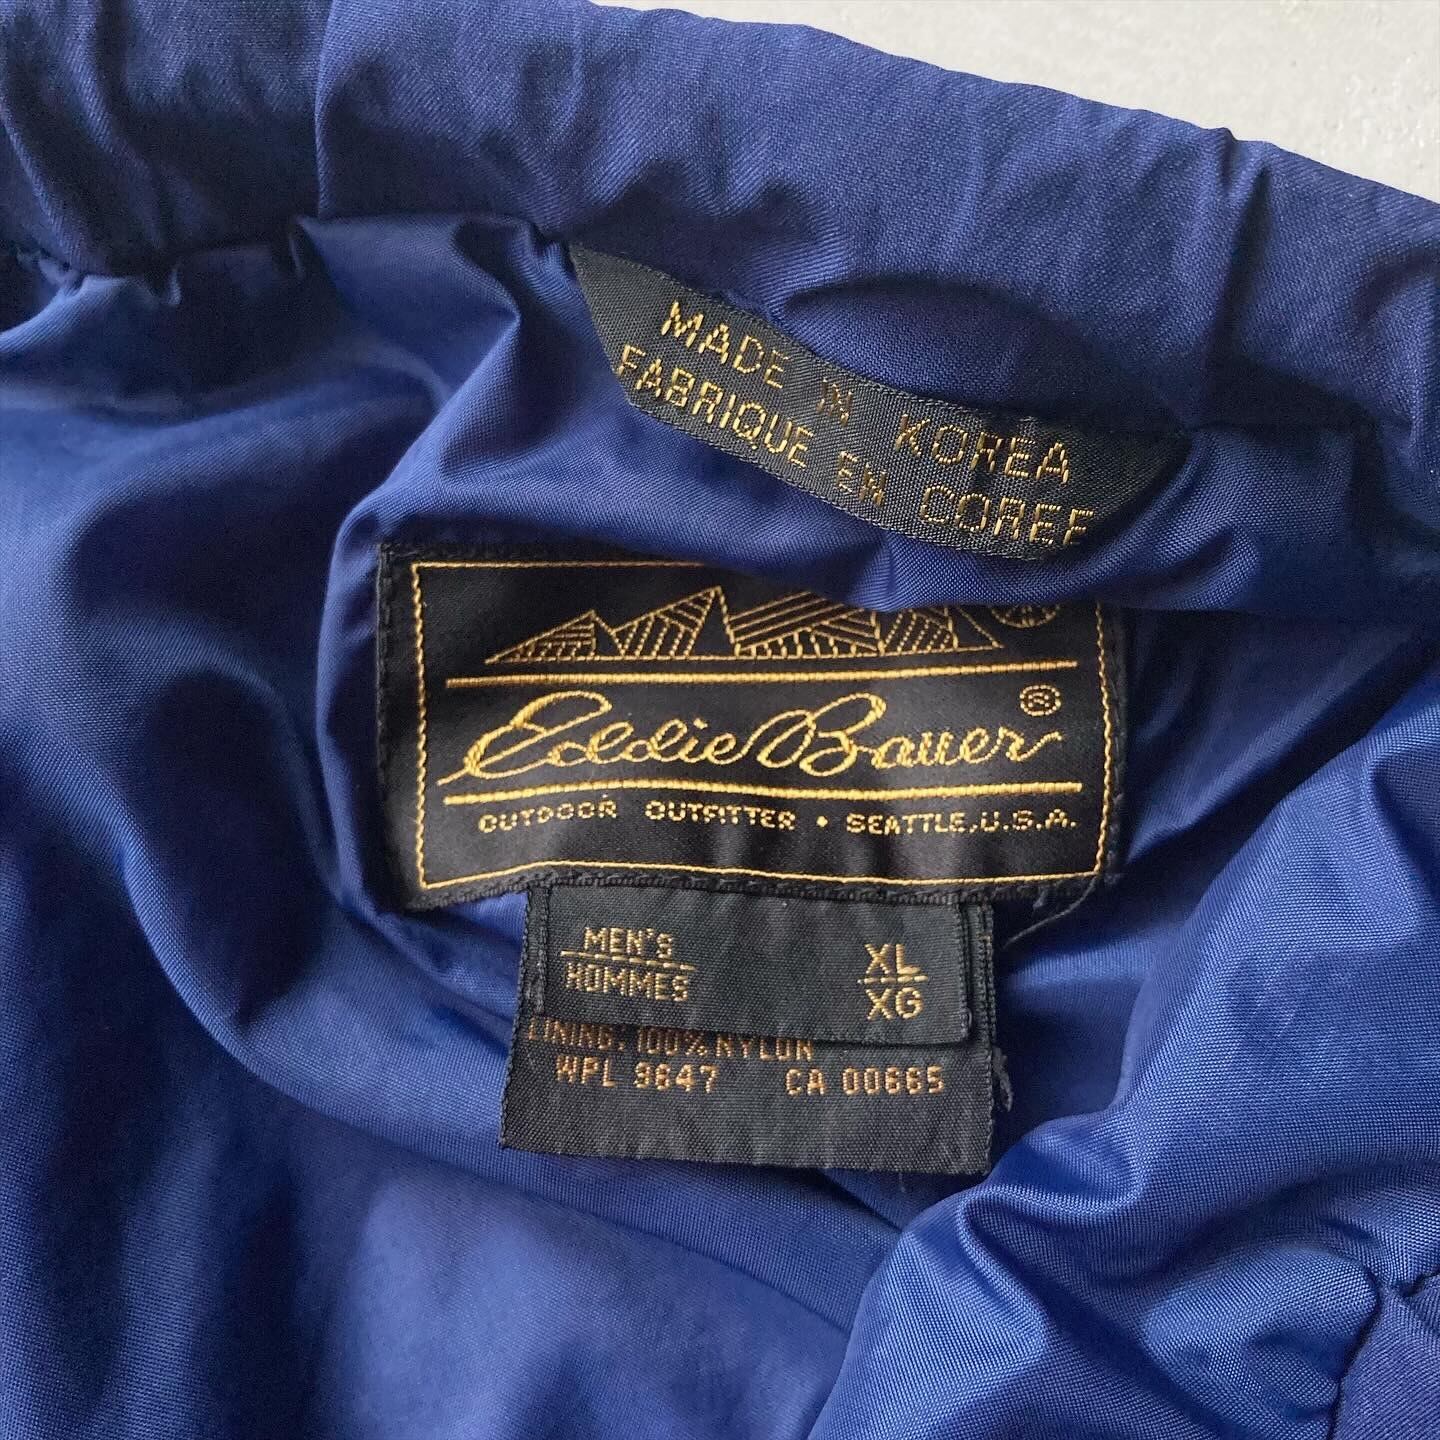 MADE IN KOREA
FABRIQUE EN COREE
Eddie Bauer®
OUTDOOR OUTFITTER • SEATTLE, U.S.A.
MEN'S XL
HOMMES XG
LINING: 100% NYLON
WPL 9647 CA 00665